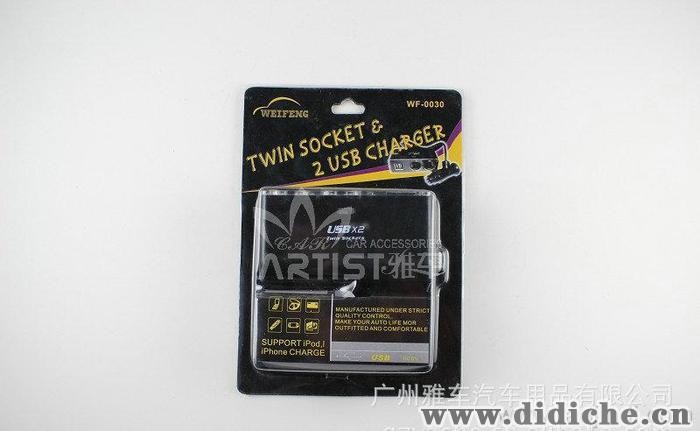 WEIFENG
WF-0030
TWIN SOCKET &
2 USB CHARGER
USB X2
Twin Sockets
CAR CAR ACCESSORIES
ARTIST雅车
MANUFACTURED UNDER STRICT
QUALITY CONTROL.
MAKE YOUR AUTO LIFE MOR
OUTFITTED AND COMFORTABLE
SUPPORT iPod,I
iPhone CHARGE
USB
广州雅车汽车用品有限公司
www.didiche.cn